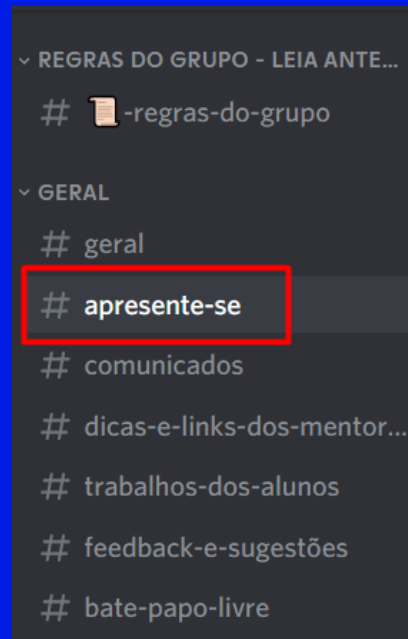 REGRAS DO GRUPO - LEIA ANTE...
# 📜-regras-do-grupo
GERAL
# geral
# apresente-se
# comunicados
# dicas-e-links-dos-mentor...
# trabalhos-dos-alunos
# feedback-e-sugestões
# bate-papo-livre